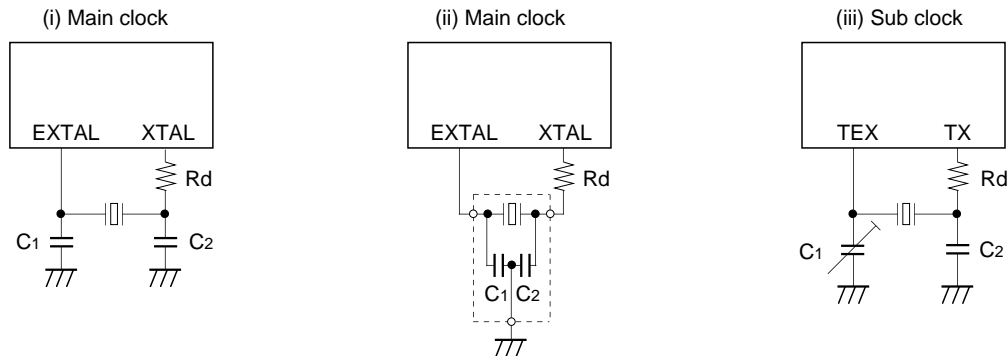 (i) Main clock
EXTAL XTAL
Rd
C1 C2
(ii) Main clock
EXTAL XTAL
Rd
C1 C2
(iii) Sub clock
TEX TX
Rd
C1 C2